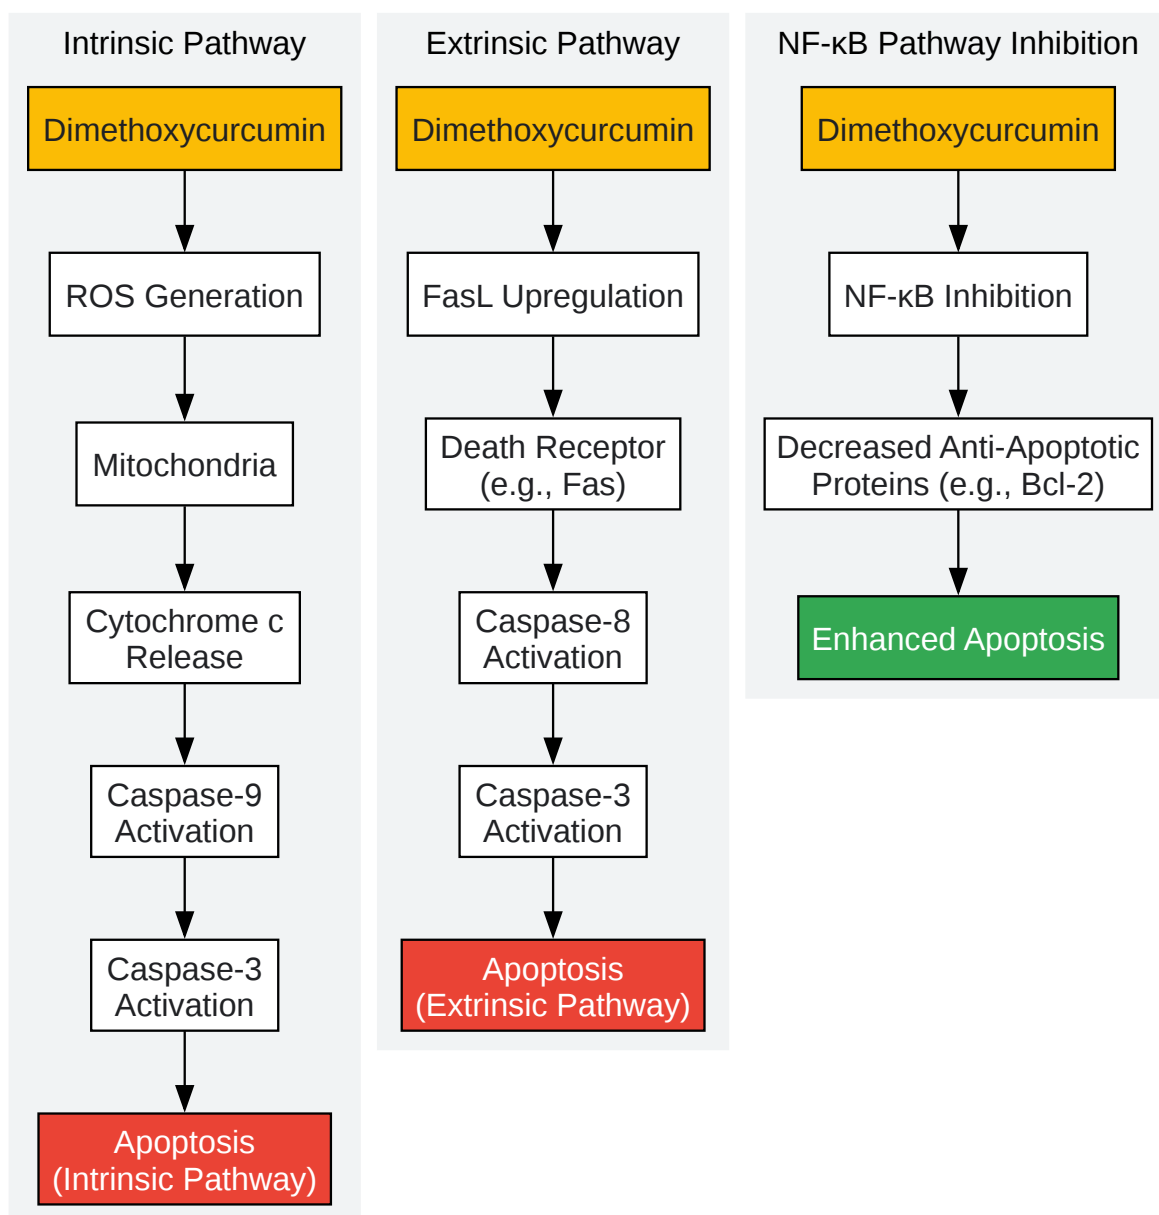 Intrinsic Pathway
Dimethoxycurcumin
ROS Generation
Mitochondria
Cytochrome c
Release
Caspase-9
Activation
Caspase-3
Activation
Apoptosis
(Intrinsic Pathway)
Extrinsic Pathway
Dimethoxycurcumin
FasL Upregulation
Death Receptor
(e.g., Fas)
Caspase-8
Activation
Caspase-3
Activation
Apoptosis
(Extrinsic Pathway)
NF-κB Pathway Inhibition
Dimethoxycurcumin
NF-κB Inhibition
Decreased Anti-Apoptotic
Proteins (e.g., Bcl-2)
Enhanced Apoptosis